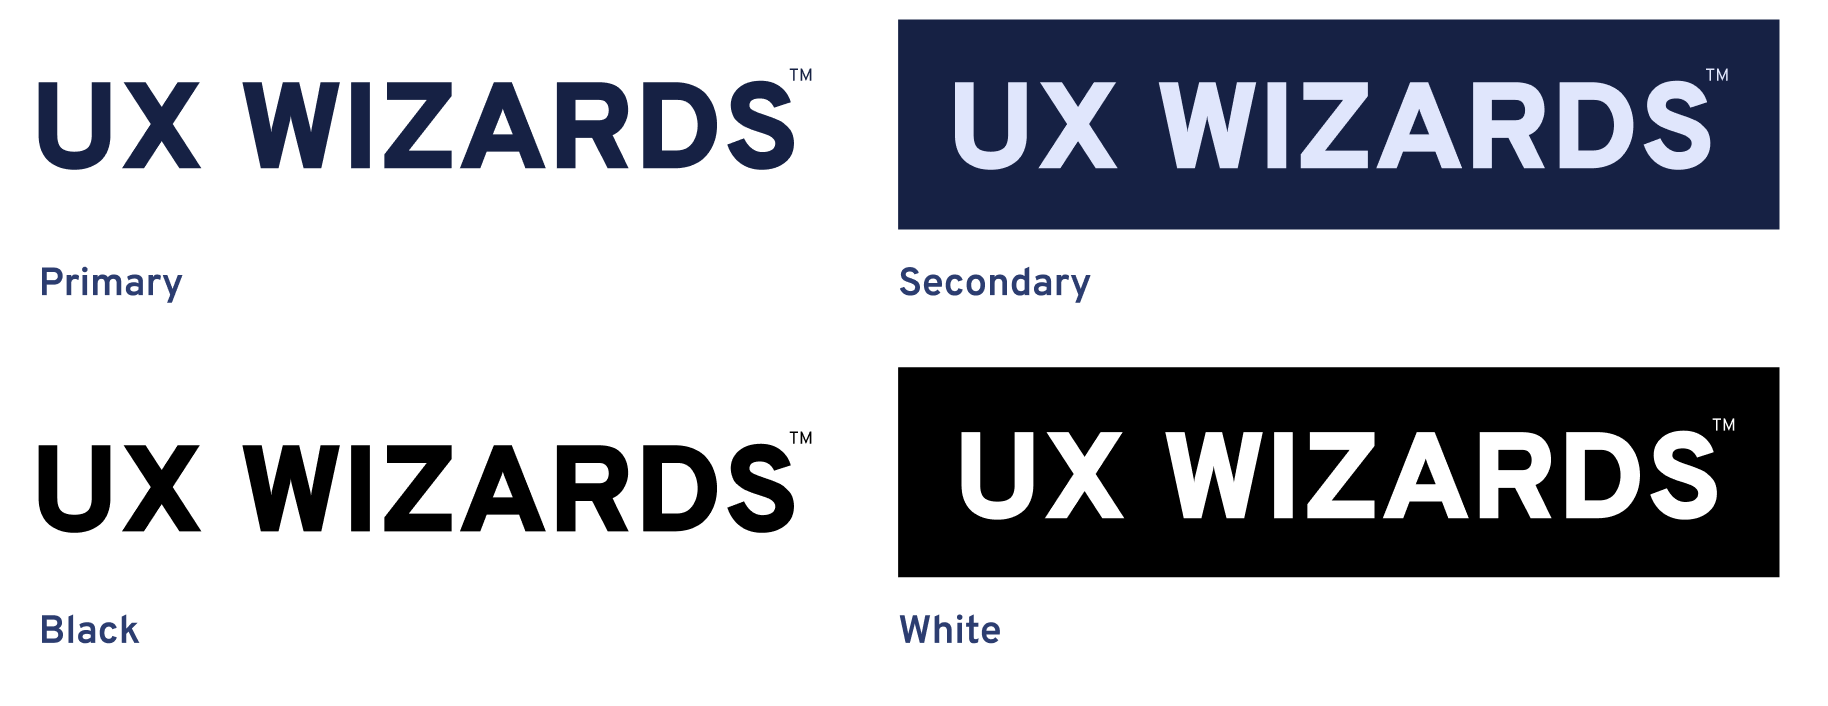 UX WIZARDS™
Primary
UX WIZARDS™
Secondary
UX WIZARDS™
Black
UX WIZARDS™
White